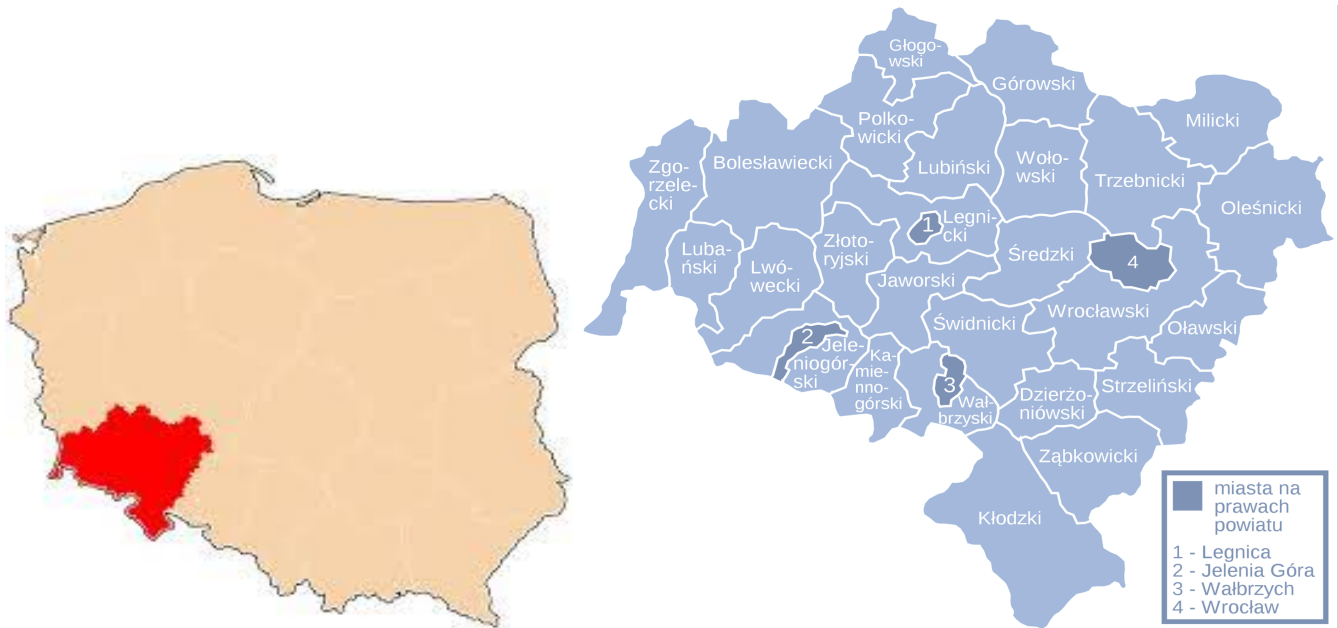 Głogo-
wski
Górowski
Milicki
Polko-
wicki
Bolesławiecki
Zgo-
rzele-
cki
Lubiński
Woło-
wski
Trzebnicki
Oleśnicki
1
Legni-
cki
Luba-
ński
Złoto-
ryjski
Średzki
4
Lwó-
wecki
Jaworski
Wrocławski
Świdnicki
Oławski
2
Jele-
niogór-
ski
Ka-
mie-
nno-
górski
3
Wał-
brzyski
Dzierżo-
niówski
Strzeliński
Ząbkowicki
Kłodzki
miasta na
prawach
powiatu
1 - Legnica
2 - Jelenia Góra
3 - Wałbrzych
4 - Wrocław